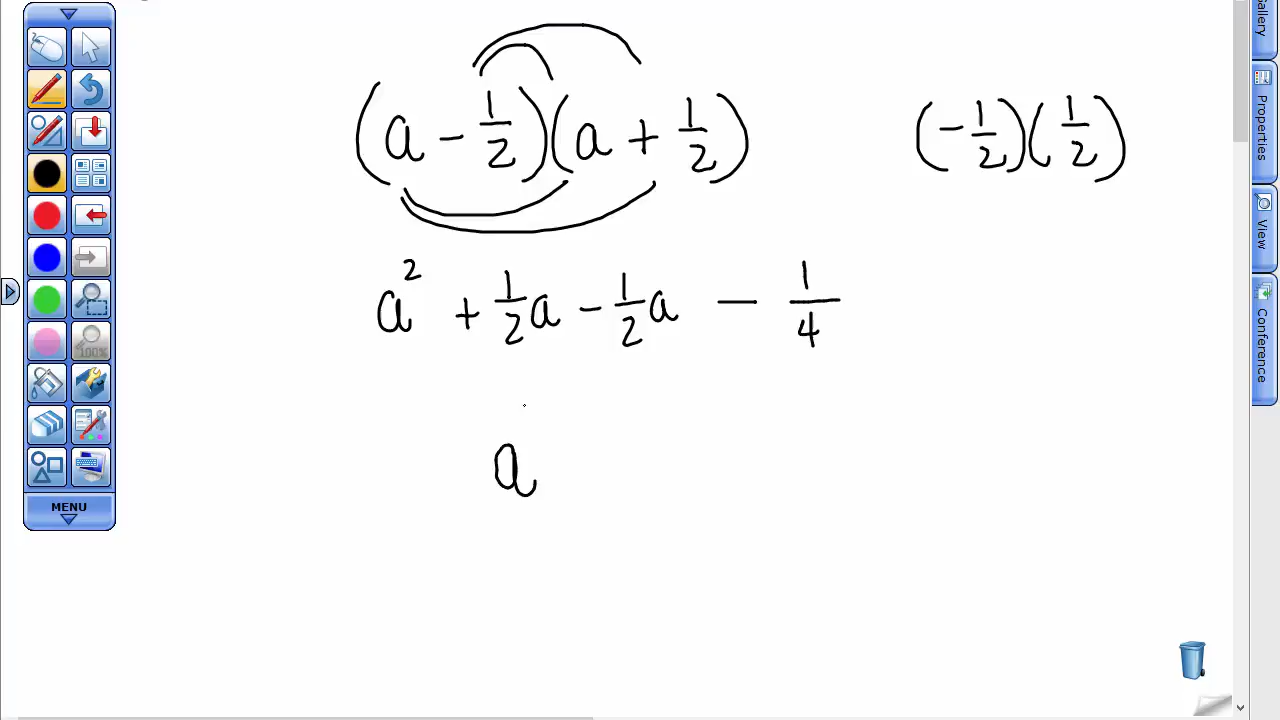 (a - 1/2)(a + 1/2) (-1/2)(1/2)
a² + 1/2a - 1/2a - 1/4
a
100%
MENU
Gallery
Properties
View
Conference